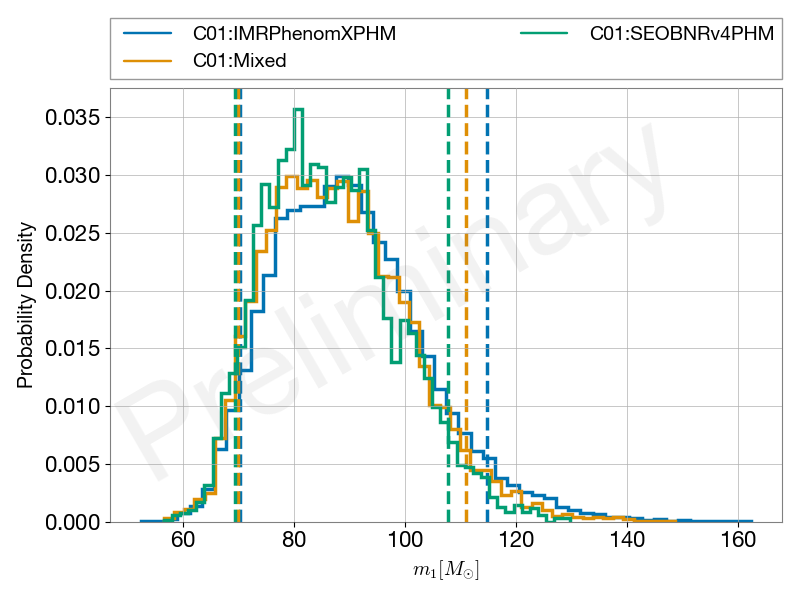 C01:IMRPhenomXPHM
C01:Mixed
C01:SEOBNRv4PHM
Preliminary
Probability Density
0.035
0.030
0.025
0.020
0.015
0.010
0.005
0.000
60 80 100 120 140 160
m₁[M☉]